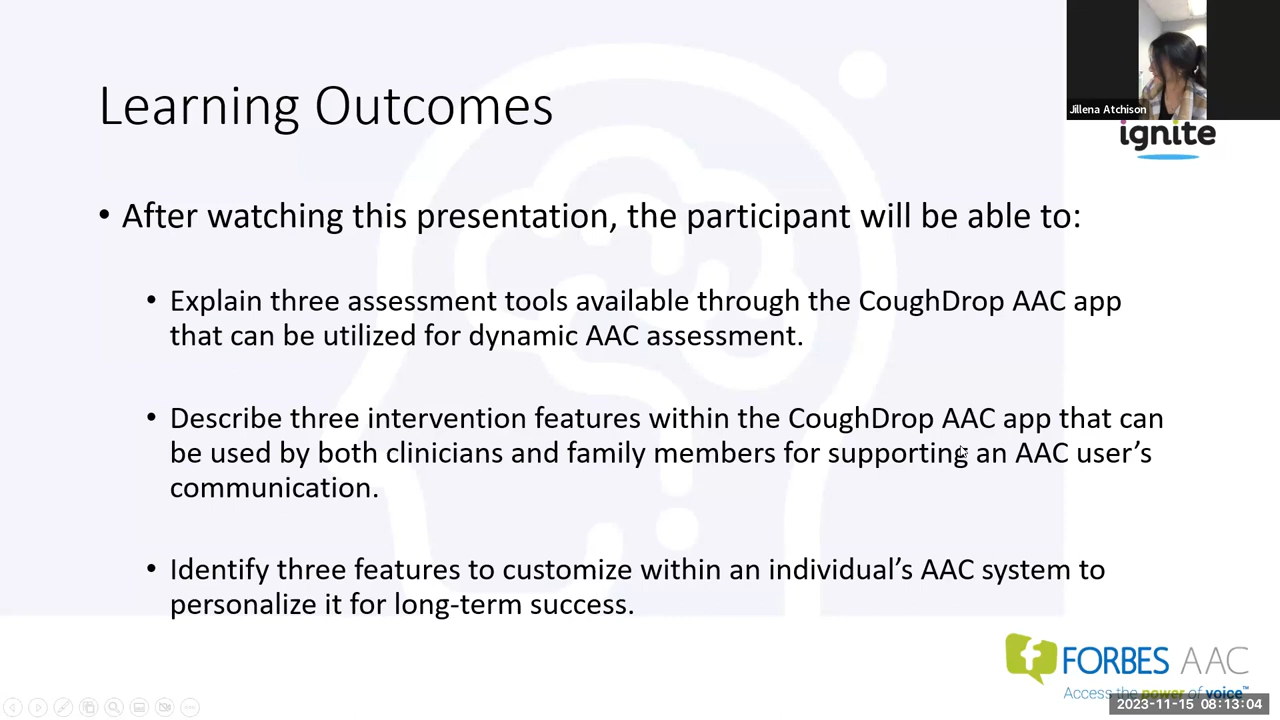 Learning Outcomes
Jillena Atchison
ignite
• After watching this presentation, the participant will be able to:
• Explain three assessment tools available through the CoughDrop AAC app
that can be utilized for dynamic AAC assessment.
• Describe three intervention features within the CoughDrop AAC app that can
be used by both clinicians and family members for supporting an AAC user’s
communication.
• Identify three features to customize within an individual’s AAC system to
personalize it for long-term success.
f FORBES AAC
Access the power of voice™
2023-11-15 08:13:04